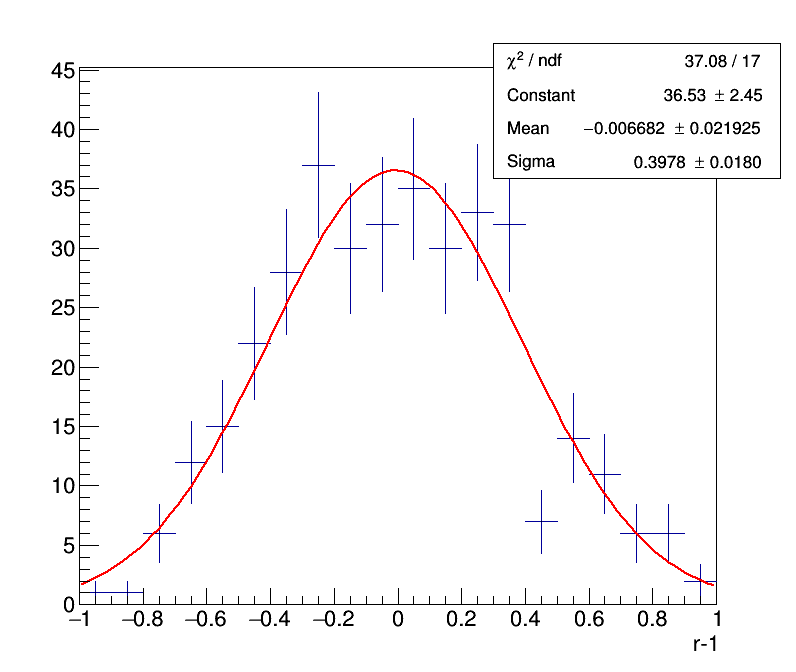 χ² / ndf 37.08 / 17
Constant 36.53 ± 2.45
Mean −0.006682 ± 0.021925
Sigma 0.3978 ± 0.0180
45
40
35
30
25
20
15
10
5
0
−1 −0.8 −0.6 −0.4 −0.2 0 0.2 0.4 0.6 0.8 1
r-1